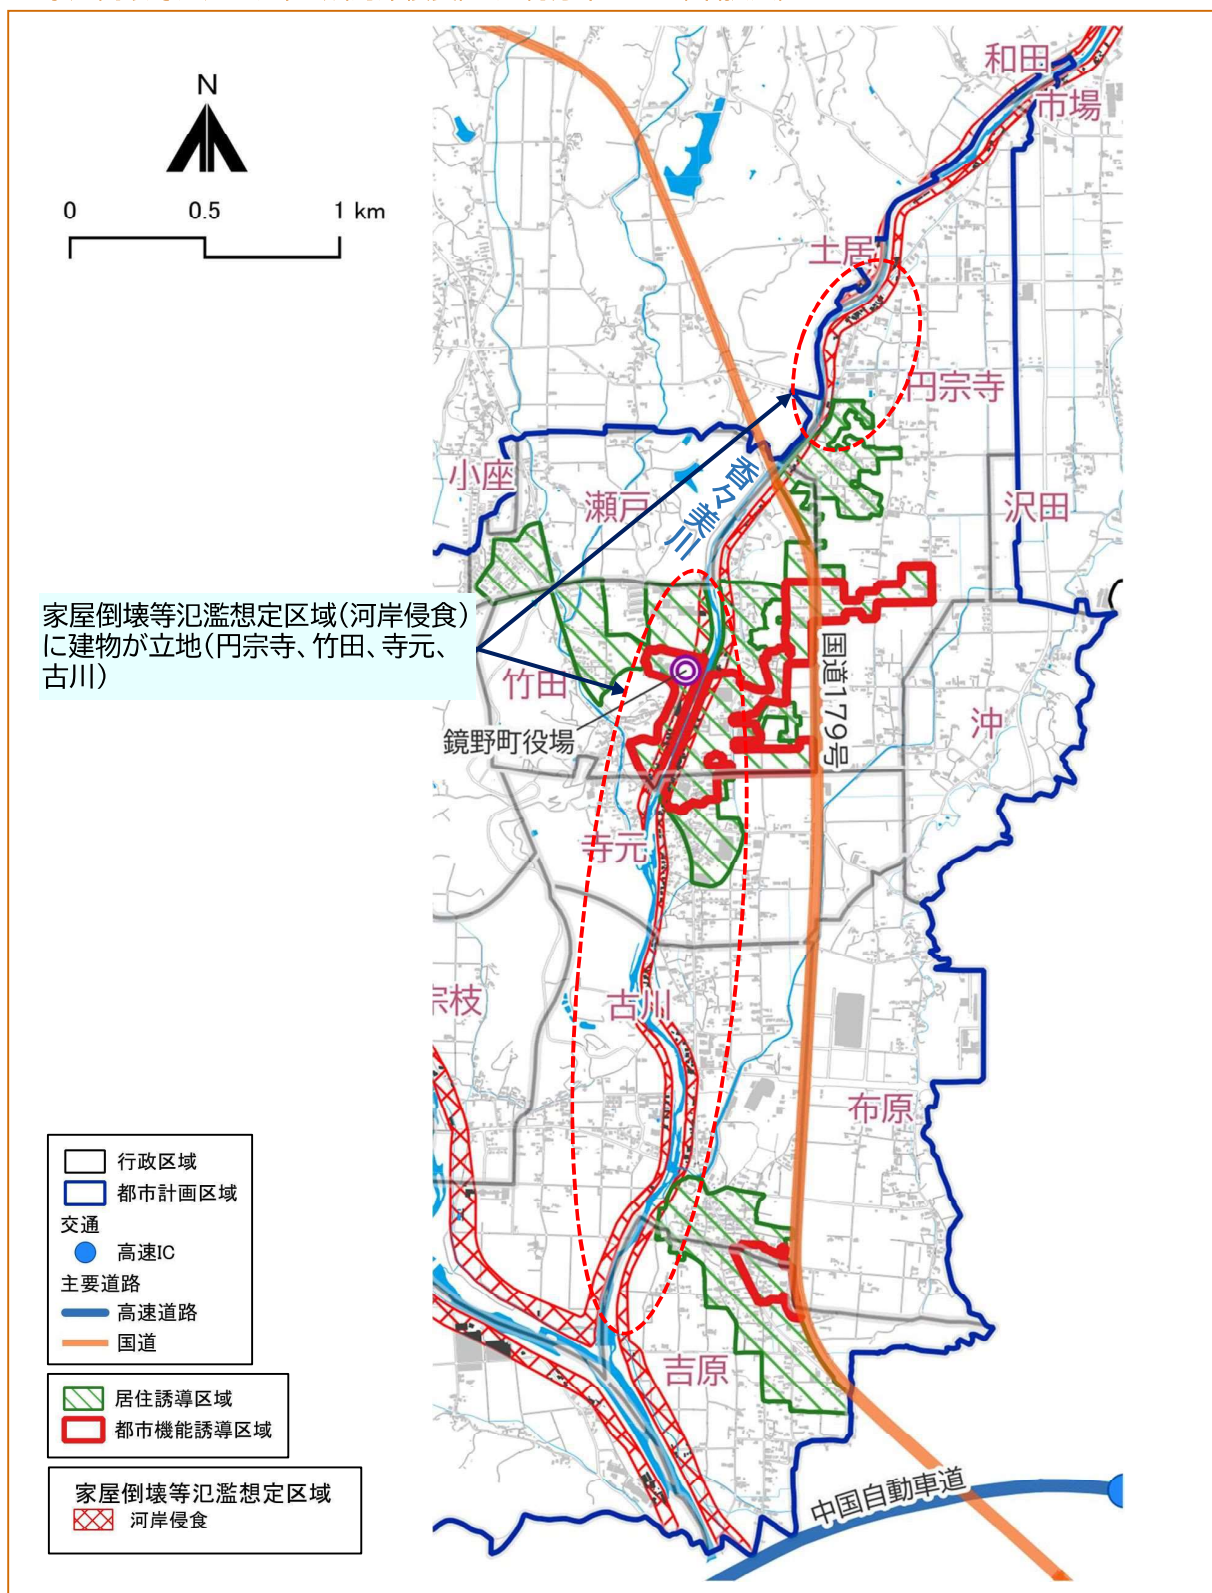 和田
市場
N
0 0.5 1 km
土居
円宗寺
小座
瀬戸
香々美川
沢田
家屋倒壊等氾濫想定区域(河岸侵食)
に建物が立地(円宗寺、竹田、寺元、
古川)
竹田
国道179号
沖
鏡野町役場
寺元
宗枝
古川
布原
行政区域
都市計画区域
交通
高速IC
主要道路
高速道路
国道
吉原
居住誘導区域
都市機能誘導区域
家屋倒壊等氾濫想定区域
河岸侵食
中国自動車道